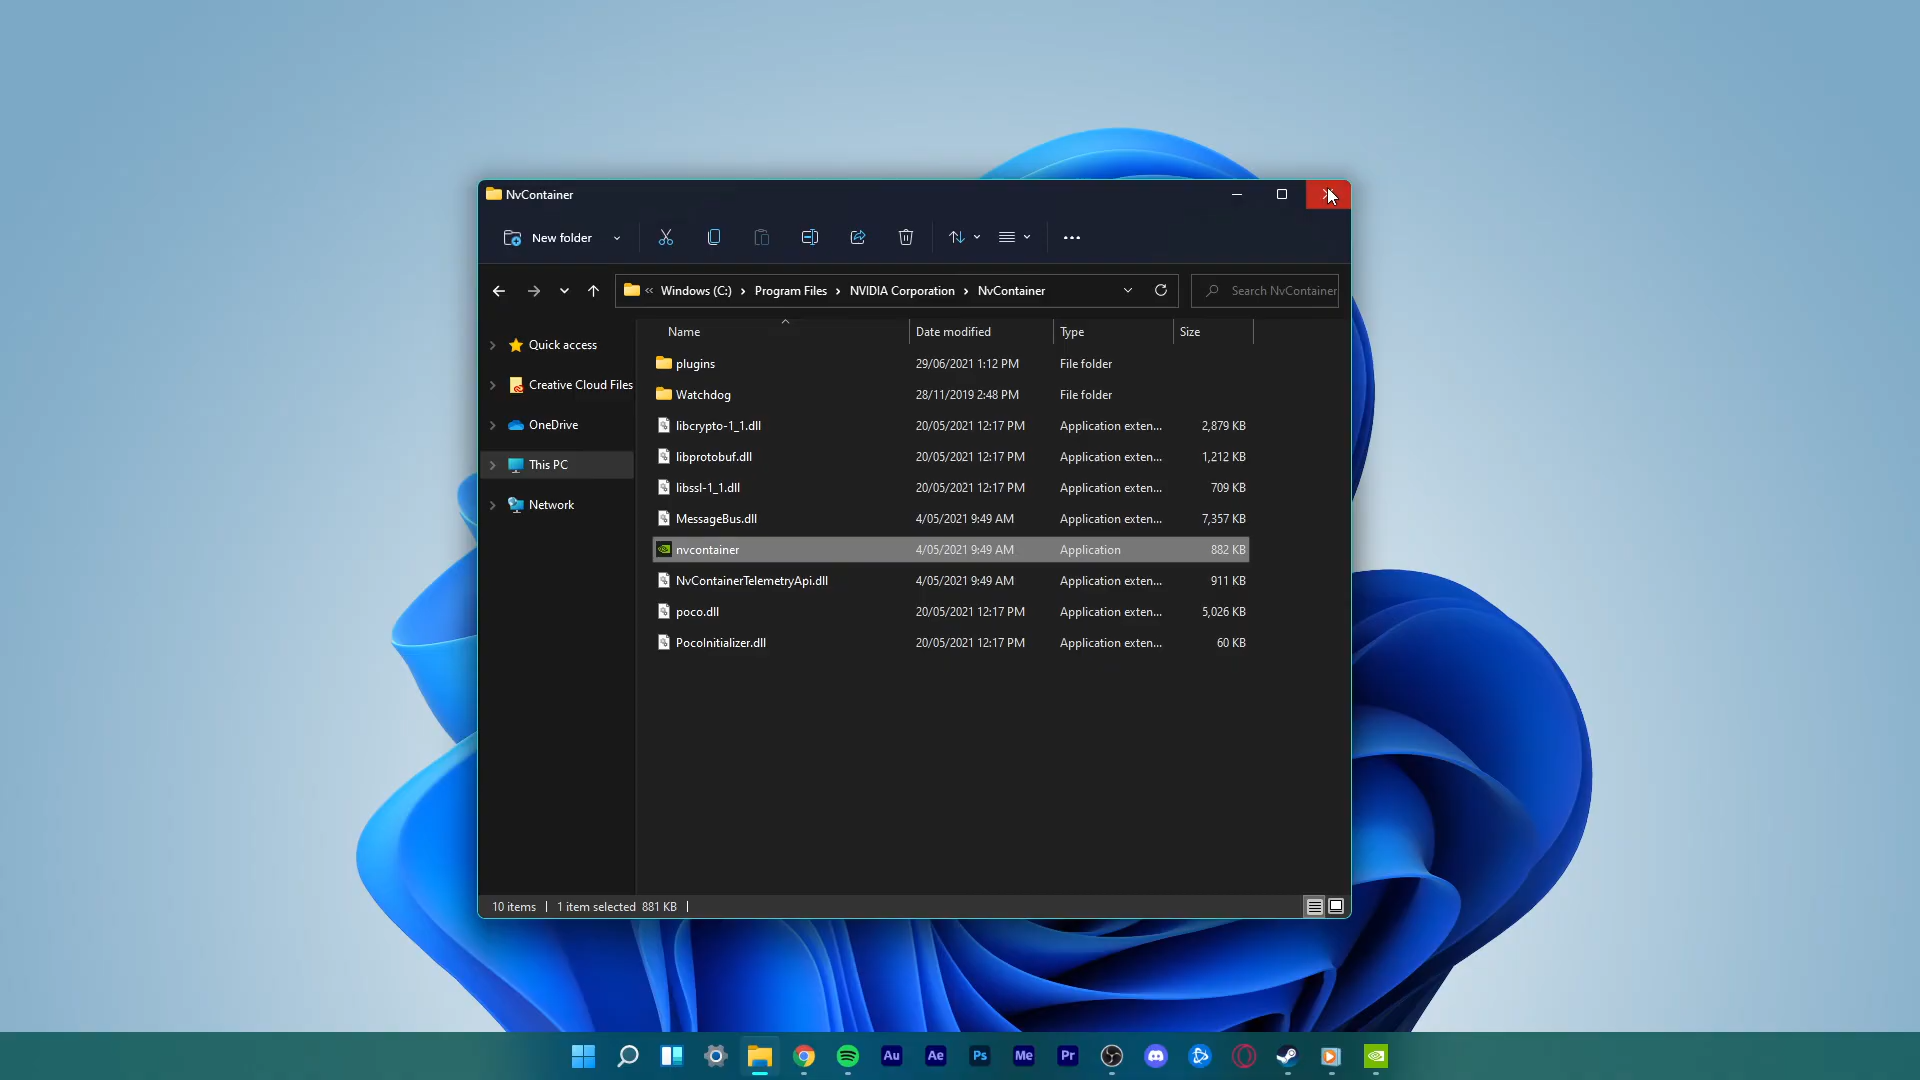 NvContainer
New folder
« Windows (C:) › Program Files › NVIDIA Corporation › NvContainer
Search NvContainer
Quick access
Creative Cloud Files
OneDrive
This PC
Network
Name Date modified Type Size
plugins 29/06/2021 1:12 PM File folder
Watchdog 28/11/2019 2:48 PM File folder
libcrypto-1_1.dll 20/05/2021 12:17 PM Application exten... 2,879 KB
libprotobuf.dll 20/05/2021 12:17 PM Application exten... 1,212 KB
libssl-1_1.dll 20/05/2021 12:17 PM Application exten... 709 KB
MessageBus.dll 4/05/2021 9:49 AM Application exten... 7,357 KB
nvcontainer 4/05/2021 9:49 AM Application 882 KB
NvContainerTelemetryApi.dll 4/05/2021 9:49 AM Application exten... 911 KB
poco.dll 20/05/2021 12:17 PM Application exten... 5,026 KB
PocoInitializer.dll 20/05/2021 12:17 PM Application exten... 60 KB
10 items | 1 item selected 881 KB |
Au Ae Ps Me Pr